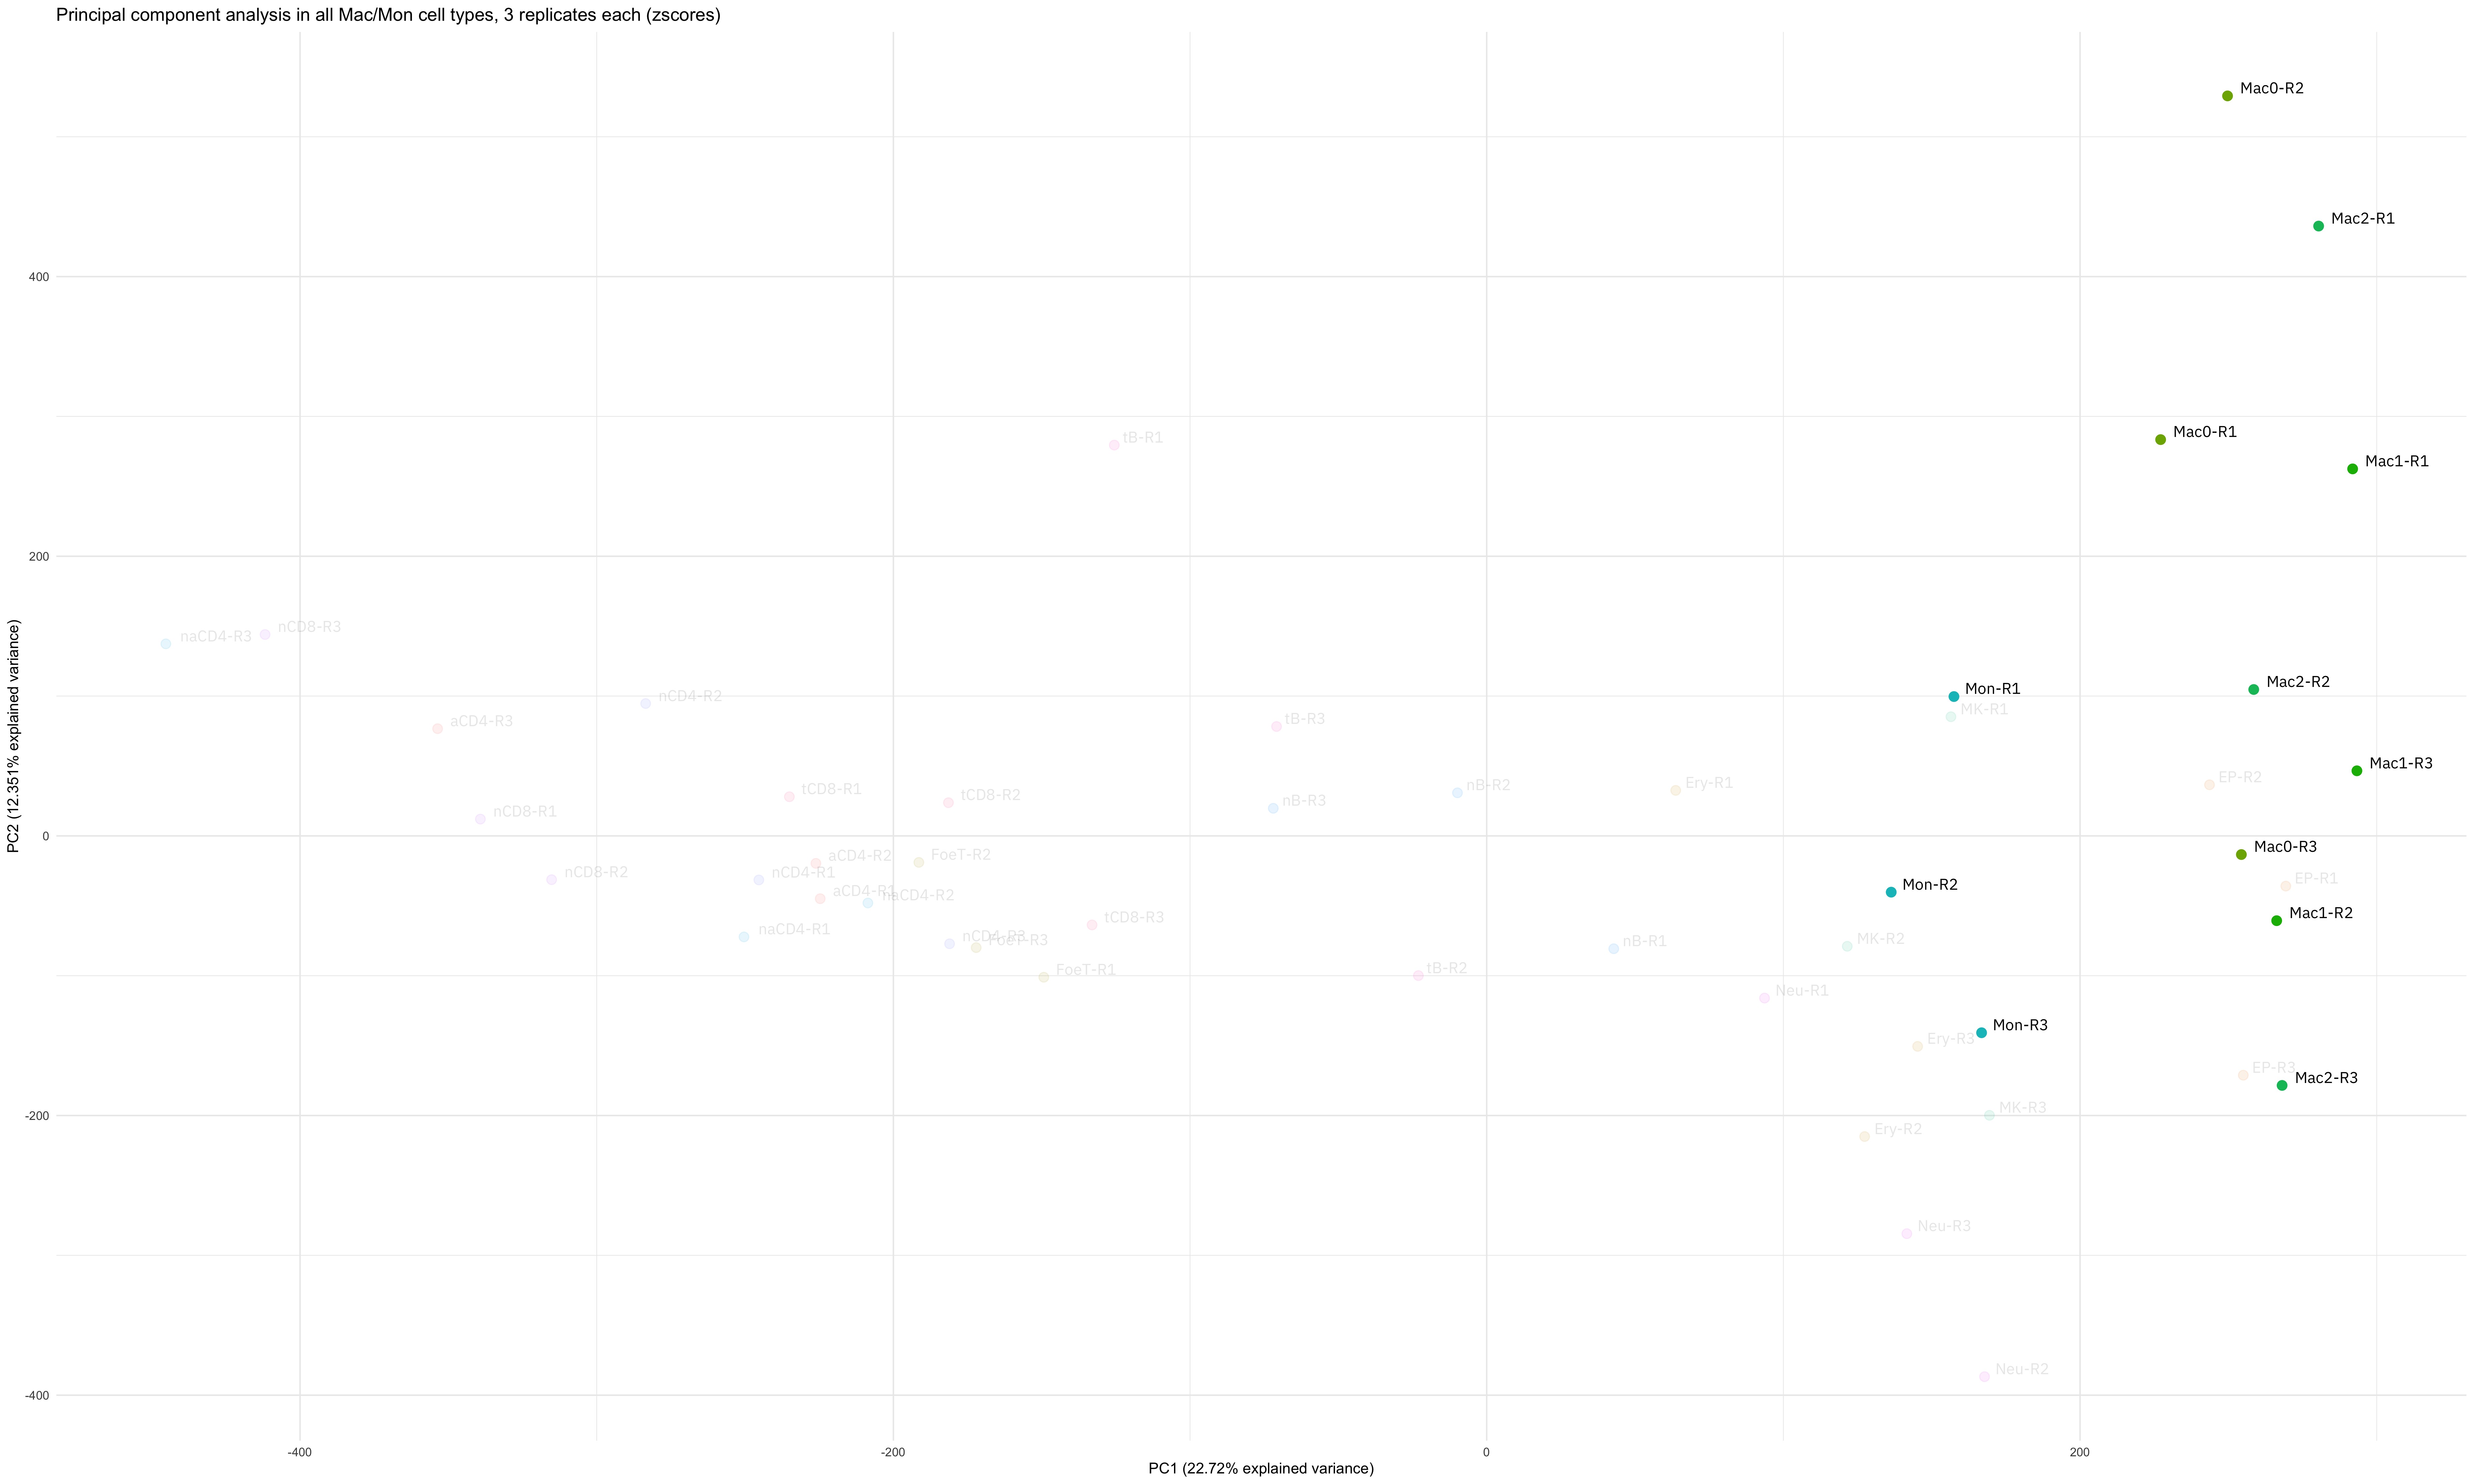 Principal component analysis in all Mac/Mon cell types, 3 replicates each (zscores)
Mac0-R2
Mac2-R1
400
Mac0-R1
tB-R1
Mac1-R1
200
nCD8-R3
naCD4-R3
Mac2-R2
Mon-R1
nCD4-R2
MK-R1
tB-R3
aCD4-R3
Mac1-R3
EP-R2
Ery-R1
nB-R2
tCD8-R1
tCD8-R2
nB-R3
nCD8-R1
0
Mac0-R3
FoeT-R2
aCD4-R2
nCD8-R2
nCD4-R1
EP-R1
Mon-R2
aCD4-R1
naCD4-R2
Mac1-R2
tCD8-R3
naCD4-R1
nCD4-R3
MK-R2
FoeT-R3
nB-R1
tB-R2
FoeT-R1
Neu-R1
Mon-R3
Ery-R3
EP-R3
Mac2-R3
MK-R3
-200
Ery-R2
Neu-R3
Neu-R2
-400
-400
-200
0
200
PC1 (22.72% explained variance)
PC2 (12.351% explained variance)